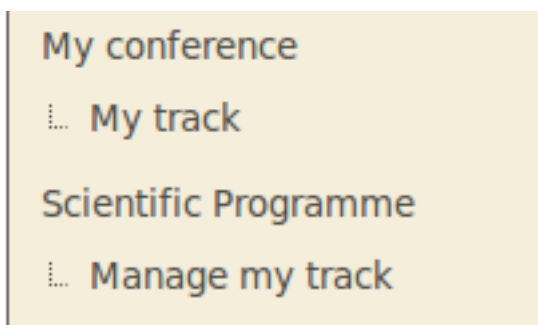 My conference
My track
Scientific Programme
Manage my track